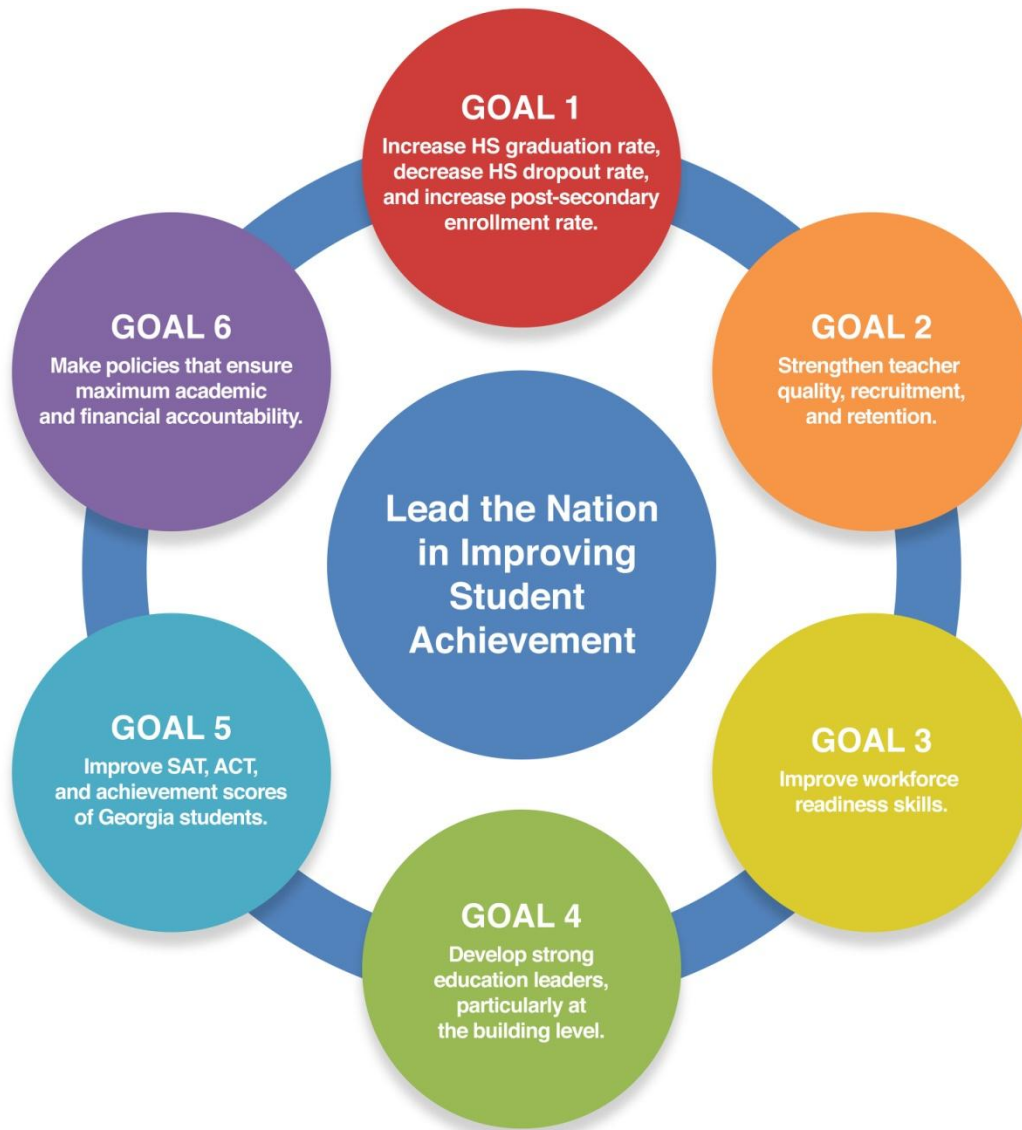 GOAL 1
Increase HS graduation rate,
decrease HS dropout rate,
and increase post-secondary
enrollment rate.
GOAL 2
Strengthen teacher
quality, recruitment,
and retention.
GOAL 3
Improve workforce
readiness skills.
GOAL 4
Develop strong
education leaders,
particularly at
the building level.
GOAL 5
Improve SAT, ACT,
and achievement scores
of Georgia students.
GOAL 6
Make policies that ensure
maximum academic
and financial accountability.
Lead the Nation
in Improving
Student
Achievement